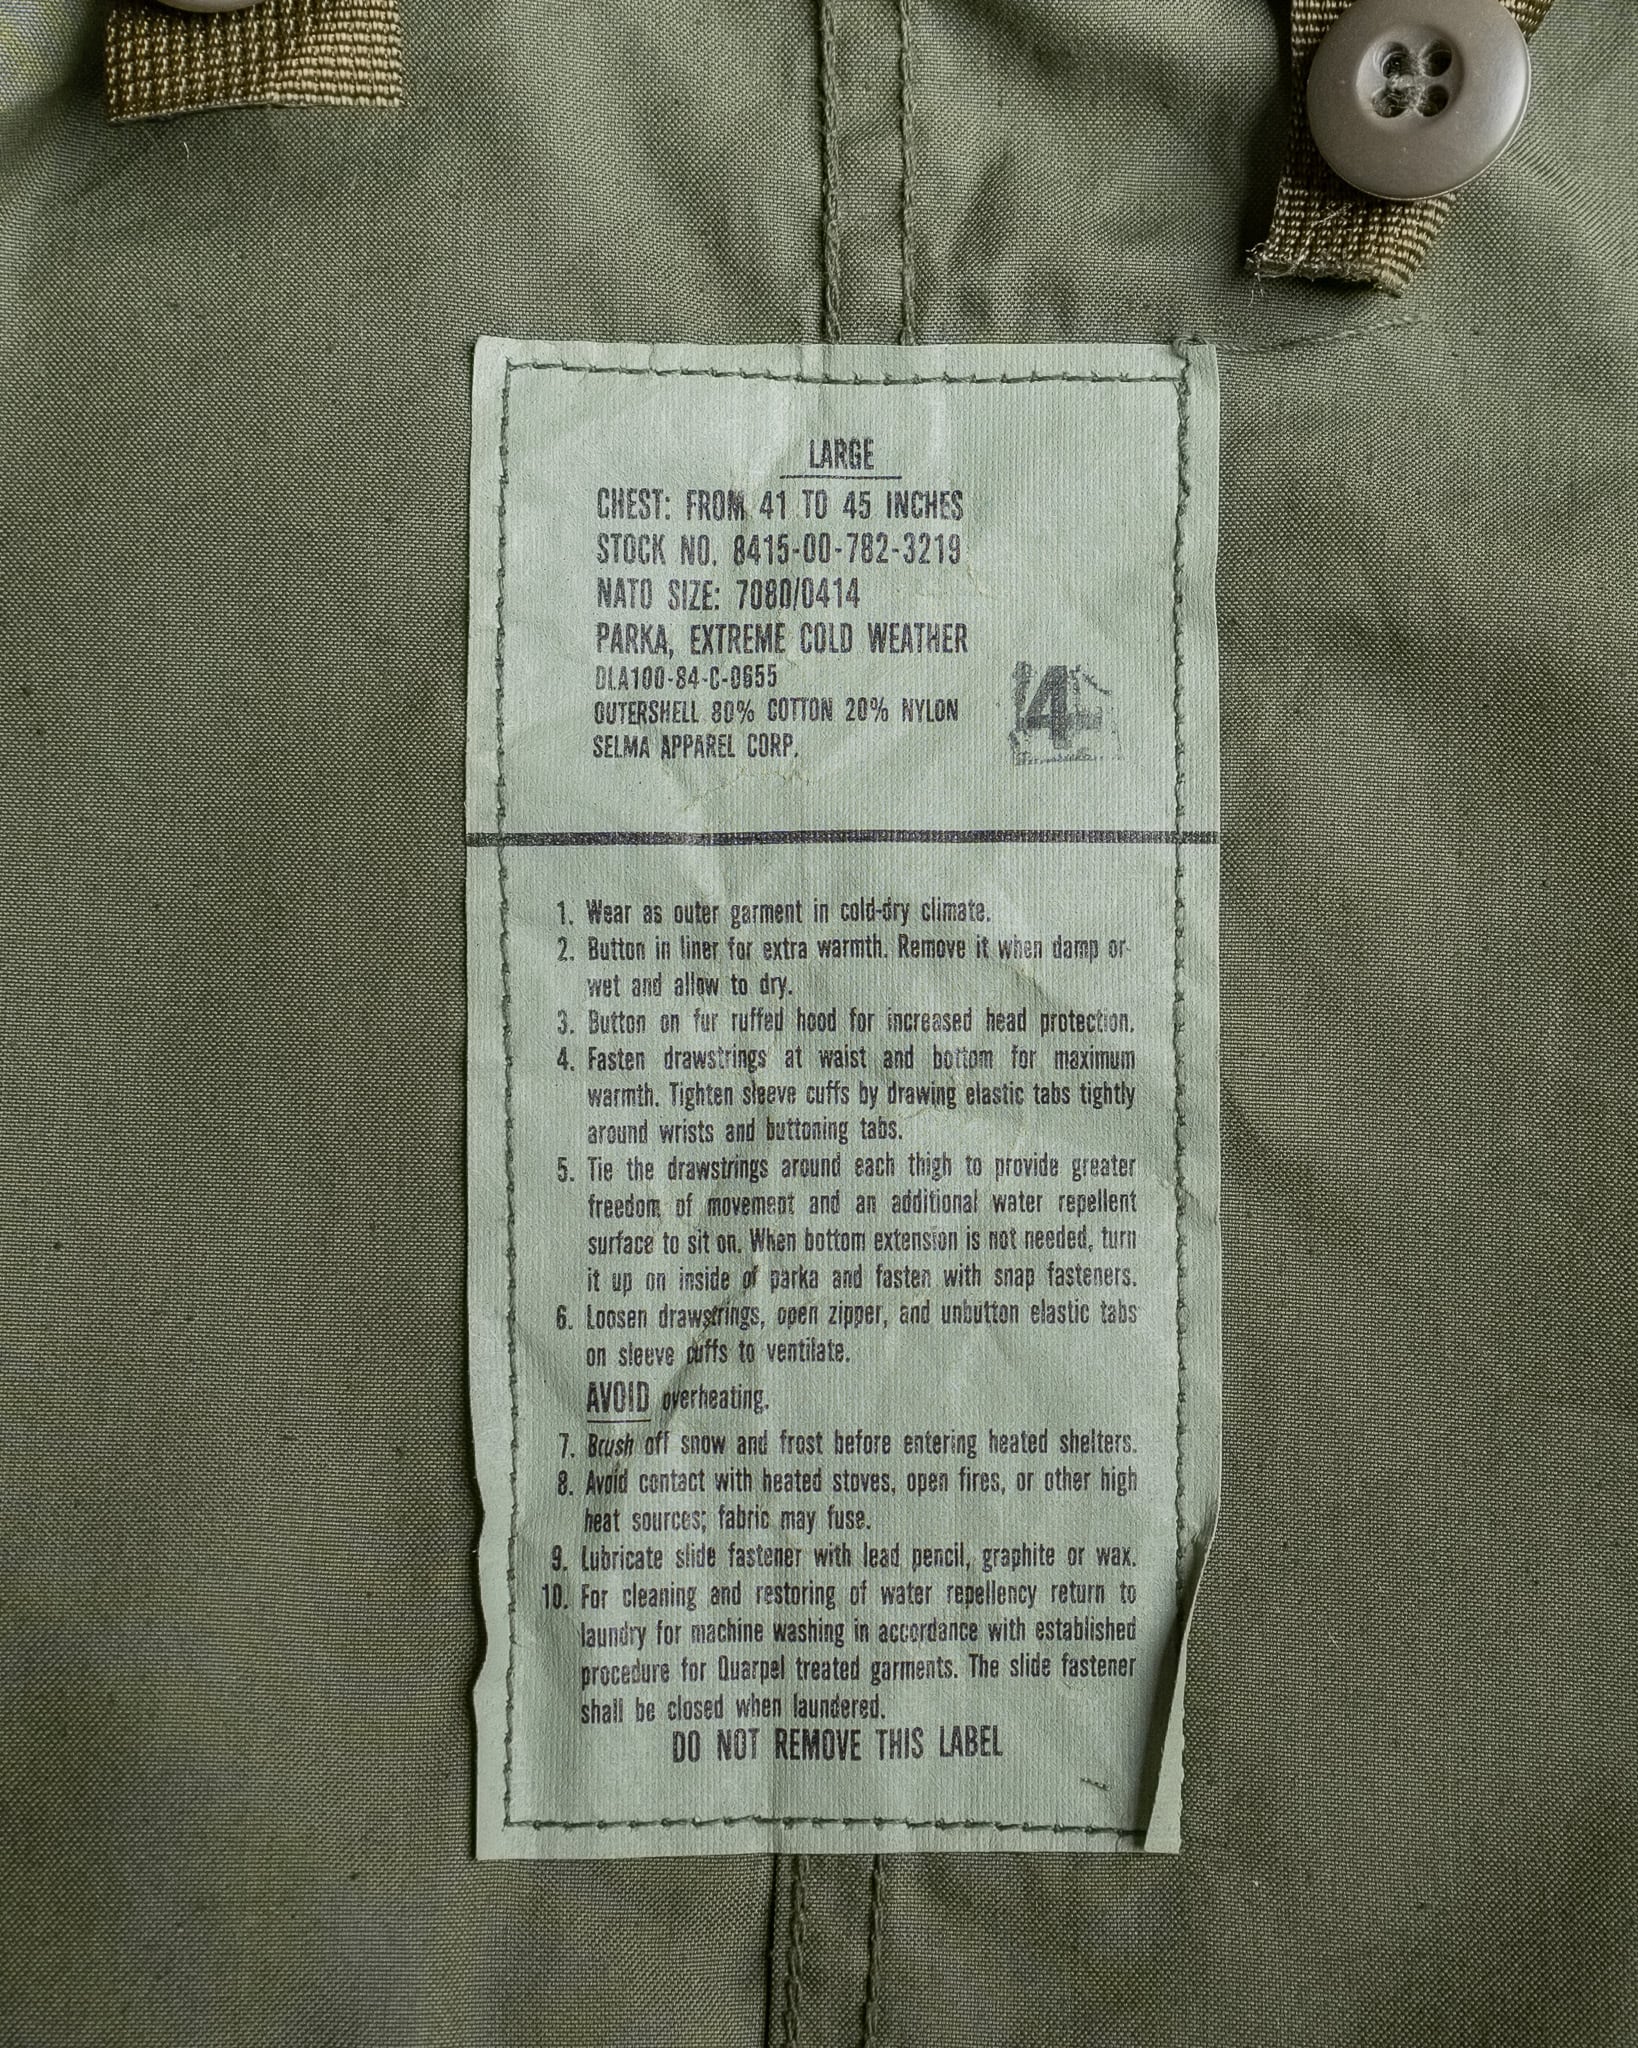 LARGE
CHEST: FROM 41 TO 45 INCHES
STOCK NO. 8415-00-782-3219
NATO SIZE: 7080/0414
PARKA, EXTREME COLD WEATHER
DLA100-84-C-0655
OUTERSHELL 80% COTTON 20% NYLON
SELMA APPAREL CORP.
4
1. Wear as outer garment in cold-dry climate.
2. Button in liner for extra warmth. Remove it when damp or
wet and allow to dry.
3. Button on fur ruffed hood for increased head protection.
4. Fasten drawstrings at waist and bottom for maximum
warmth. Tighten sleeve cuffs by drawing elastic tabs tightly
around wrists and buttoning tabs.
5. Tie the drawstrings around each thigh to provide greater
freedom of movement and an additional water repellent
surface to sit on. When bottom extension is not needed, turn
it up on inside of parka and fasten with snap fasteners.
6. Loosen drawstrings, open zipper, and unbutton elastic tabs
on sleeve cuffs to ventilate.
AVOID overheating.
7. Brush off snow and frost before entering heated shelters.
8. Avoid contact with heated stoves, open fires, or other high
heat sources; fabric may fuse.
9. Lubricate slide fastener with lead pencil, graphite or wax.
10. For cleaning and restoring of water repellency return to
laundry for machine washing in accordance with established
procedure for Quarpel treated garments. The slide fastener
shall be closed when laundered.
DO NOT REMOVE THIS LABEL